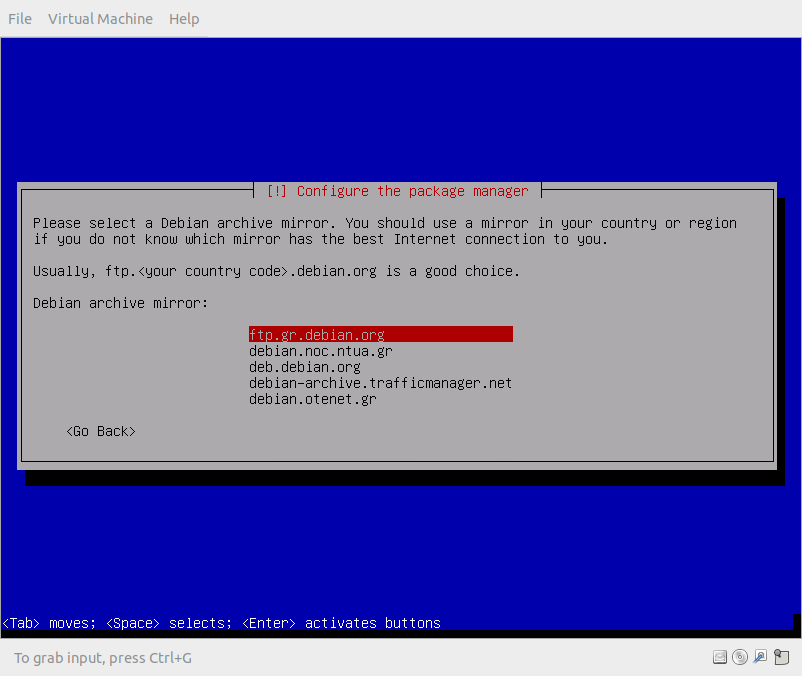 File Virtual Machine Help
[!] Configure the package manager
Please select a Debian archive mirror. You should use a mirror in your country or region
if you do not know which mirror has the best Internet connection to you.
Usually, ftp.<your country code>.debian.org is a good choice.
Debian archive mirror:
ftp.gr.debian.org
debian.noc.ntua.gr
deb.debian.org
debian-archive.trafficmanager.net
debian.otenet.gr
<Go Back>
<Tab> moves; <Space> selects; <Enter> activates buttons
To grab input, press Ctrl+G